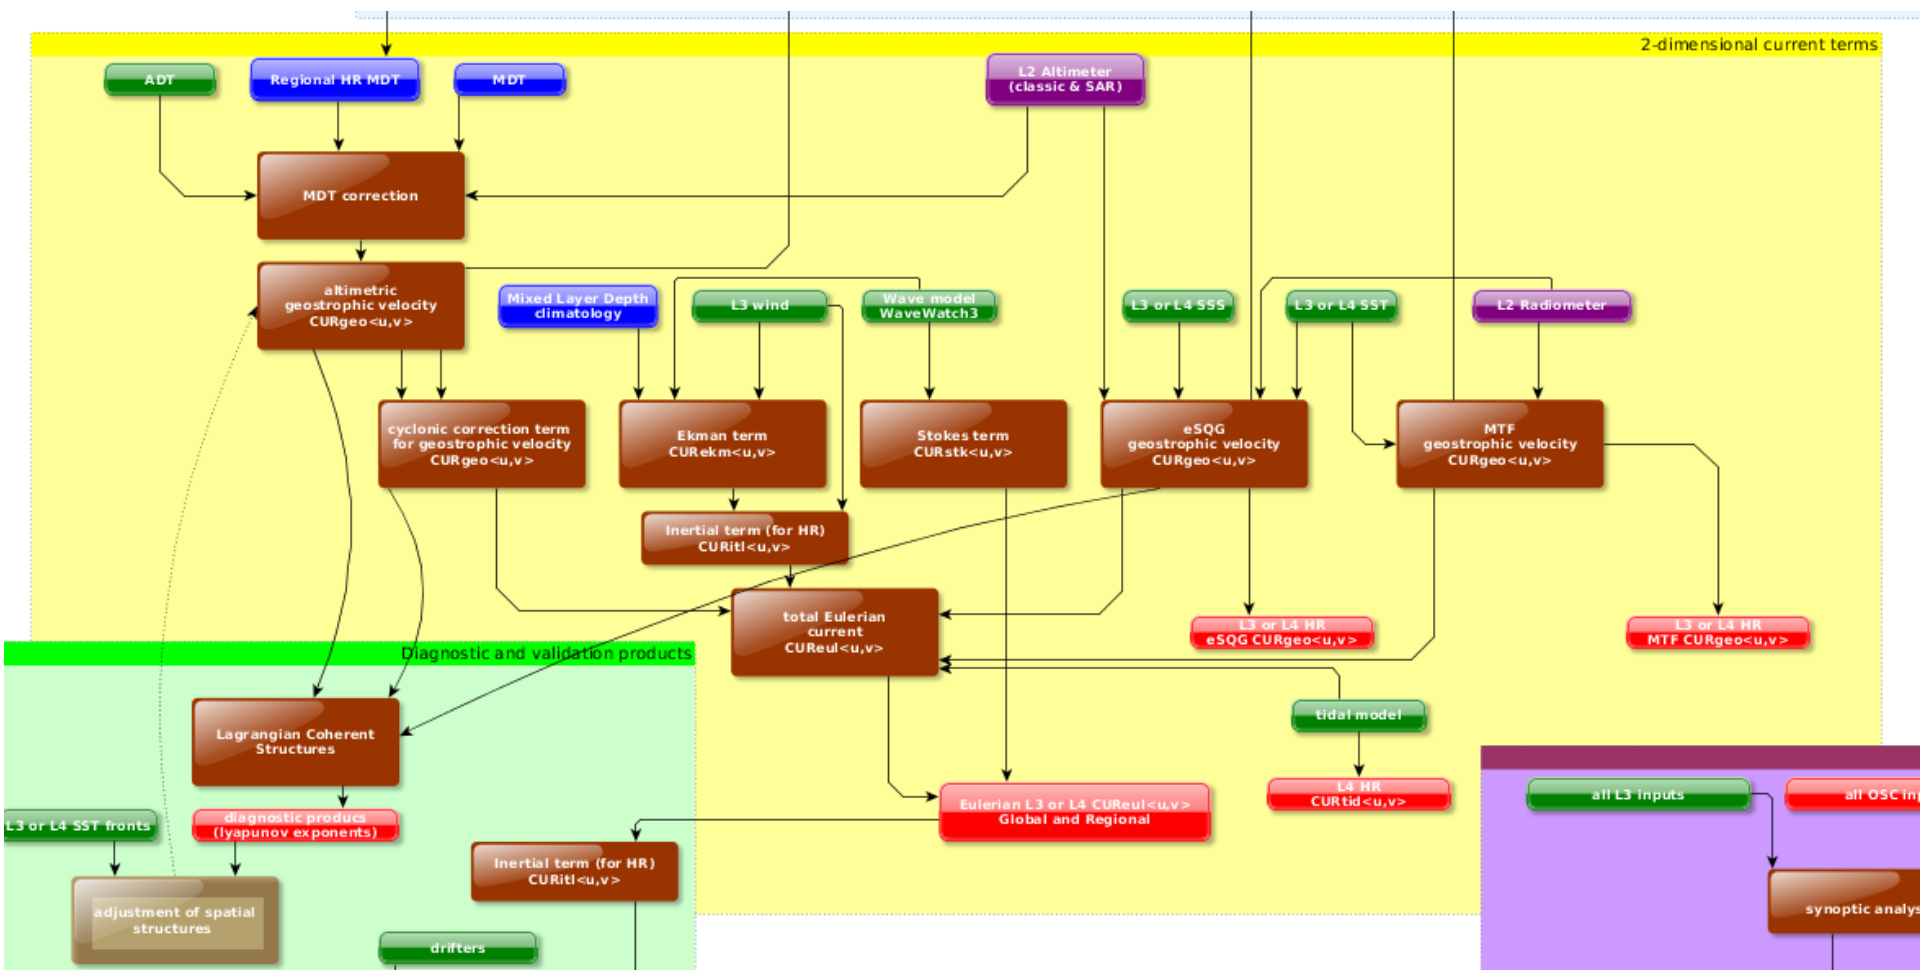 2-dimensional current terms
ADT
Regional HR MDT
MDT
L2 Altimeter
(classic & SAR)
MDT correction
altimetric
geostrophic velocity
CURgeo<u,v>
Mixed Layer Depth
climatology
L3 wind
Wave model
WaveWatch3
L3 or L4 SSS
L3 or L4 SST
L2 Radiometer
cyclonic correction term
for geostrophic velocity
CURgeo<u,v>
Ekman term
CURekm<u,v>
Stokes term
CURstk<u,v>
eSQG
geostrophic velocity
CURgeo<u,v>
MTF
geostrophic velocity
CURgeo<u,v>
Inertial term (for HR)
CURitl<u,v>
total Eulerian
current
CUReul<u,v>
L3 or L4 HR
eSQG CURgeo<u,v>
L3 or L4 HR
MTF CURgeo<u,v>
Diagnostic and validation products
Lagrangian Coherent
Structures
tidal model
L4 HR
CURtid<u,v>
all L3 inputs
all OSC inp
Eulerian L3 or L4 CUReul<u,v>
Global and Regional
L3 or L4 SST fronts
diagnostic producs
(lyapunov exponents)
Inertial term (for HR)
CURitl<u,v>
adjustment of spatial
structures
synoptic analys
drifters